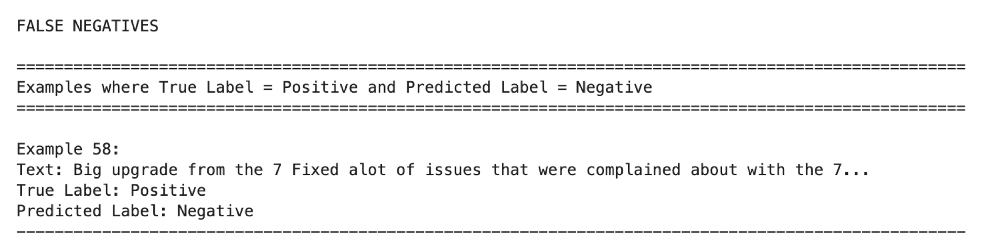 FALSE NEGATIVES
====================================================================================================
Examples where True Label = Positive and Predicted Label = Negative
====================================================================================================
Example 58:
Text: Big upgrade from the 7 Fixed alot of issues that were complained about with the 7...
True Label: Positive
Predicted Label: Negative
----------------------------------------------------------------------------------------------------